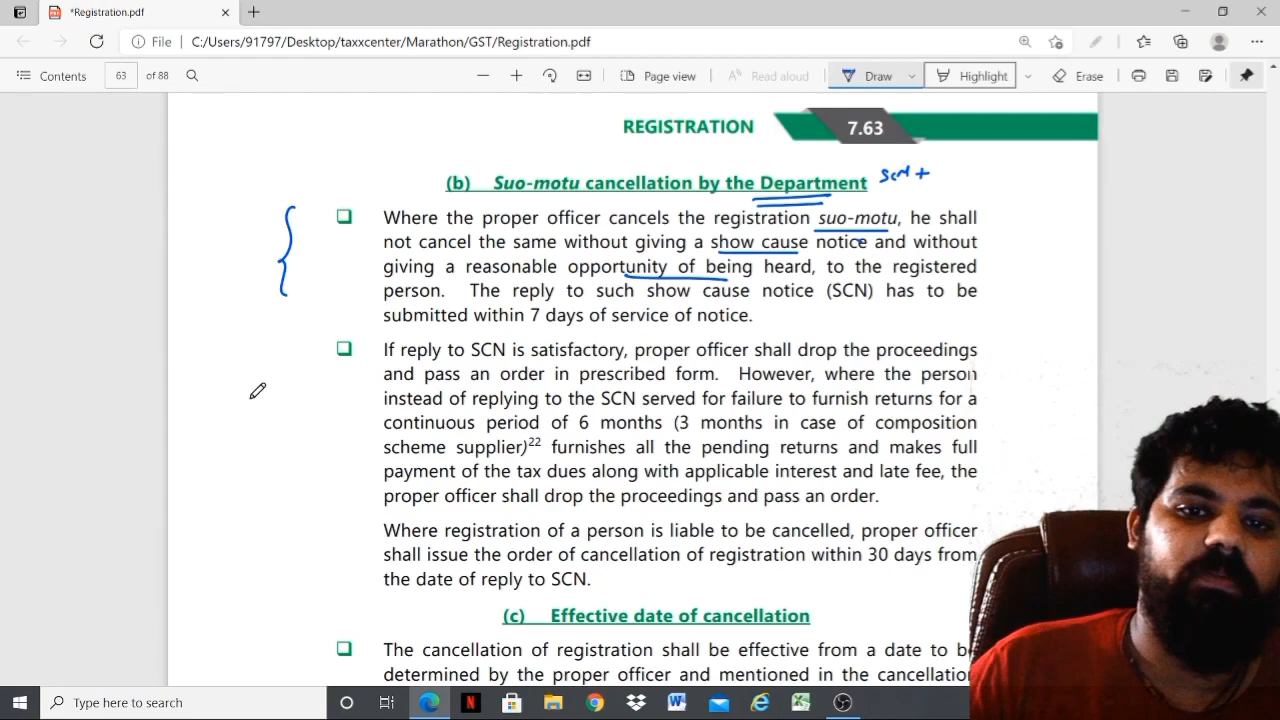 *Registration.pdf
File
C:/Users/91797/Desktop/taxxcenter/Marathon/GST/Registration.pdf
Contents
63
of 88
Page view
Read aloud
Draw
Highlight
Erase
REGISTRATION 7.63
(b) Suo-motu cancellation by the Department
SCN +
Where the proper officer cancels the registration suo-motu, he shall
not cancel the same without giving a show cause notice and without
giving a reasonable opportunity of being heard, to the registered
person. The reply to such show cause notice (SCN) has to be
submitted within 7 days of service of notice.
If reply to SCN is satisfactory, proper officer shall drop the proceedings
and pass an order in prescribed form. However, where the person
instead of replying to the SCN served for failure to furnish returns for a
continuous period of 6 months (3 months in case of composition
scheme supplier)22 furnishes all the pending returns and makes full
payment of the tax dues along with applicable interest and late fee, the
proper officer shall drop the proceedings and pass an order.
Where registration of a person is liable to be cancelled, proper officer
shall issue the order of cancellation of registration within 30 days from
the date of reply to SCN.
(c) Effective date of cancellation
The cancellation of registration shall be effective from a date to be
determined by the proper officer and mentioned in the cancellation
Type here to search